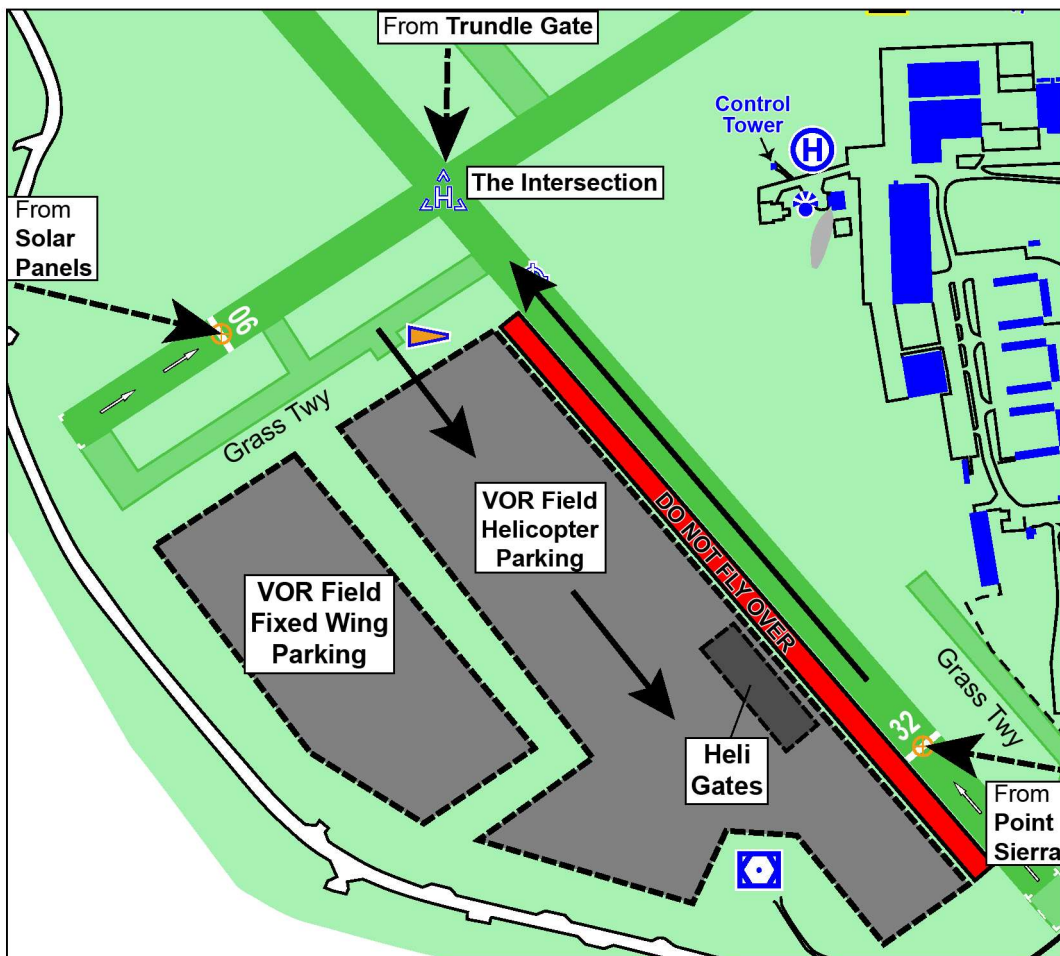 From Trundle Gate
Control
Tower
H
The Intersection
H
From
Solar
Panels
06
Grass Twy
VOR Field
Helicopter
Parking
DO NOT FLY OVER
VOR Field
Fixed Wing
Parking
Grass Twy
32
Heli
Gates
From
Point
Sierra